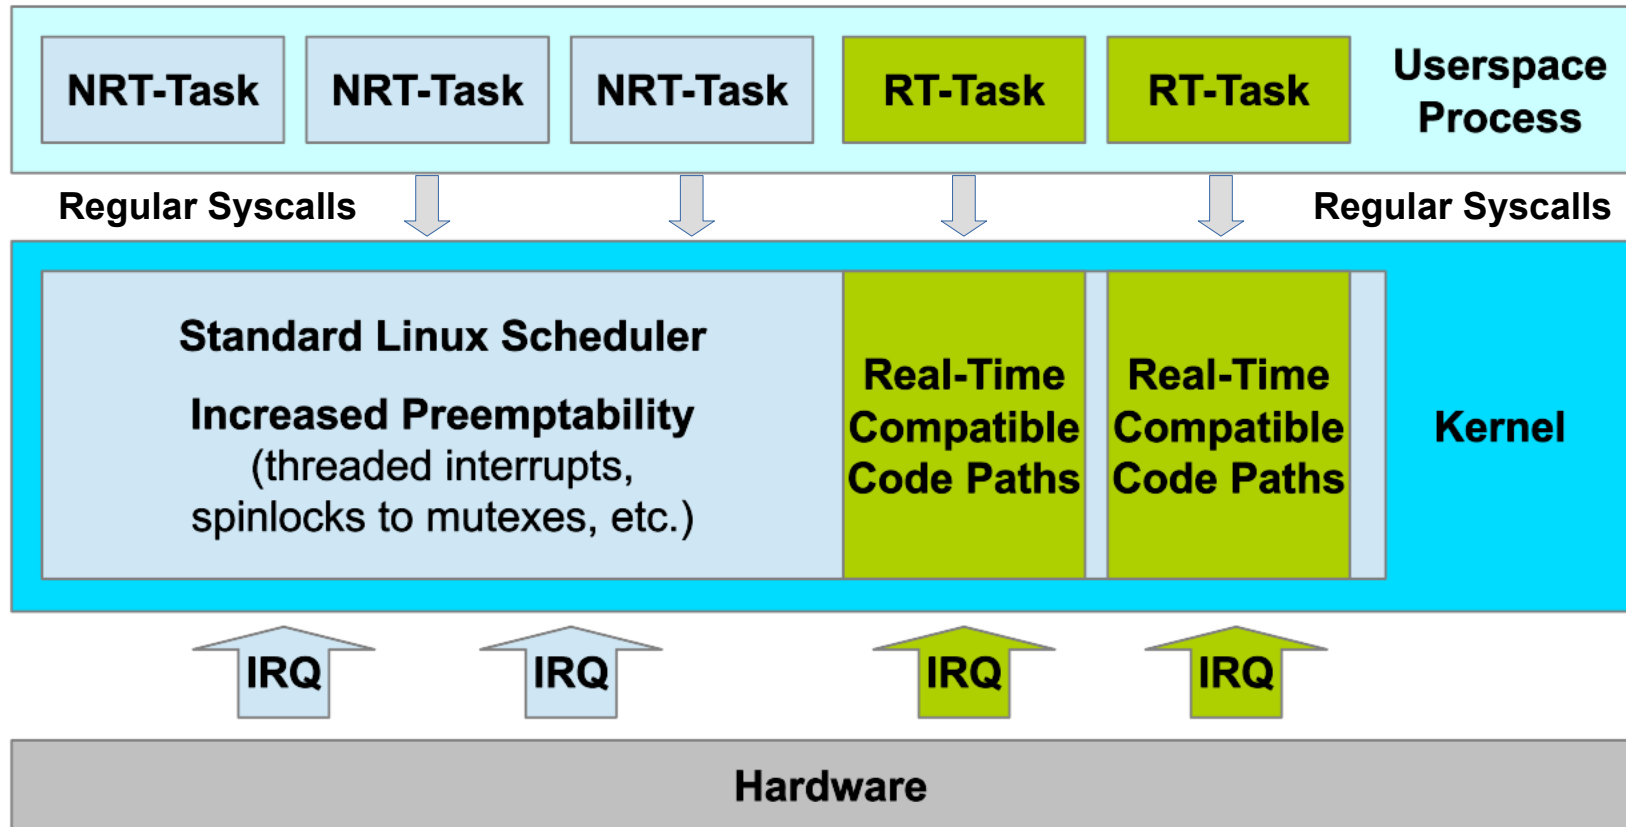 NRT-Task
NRT-Task
NRT-Task
RT-Task
RT-Task
Userspace
Process
Regular Syscalls
Regular Syscalls
Standard Linux Scheduler
Increased Preemptability
(threaded interrupts,
spinlocks to mutexes, etc.)
Real-Time
Compatible
Code Paths
Real-Time
Compatible
Code Paths
Kernel
IRQ
IRQ
IRQ
IRQ
Hardware